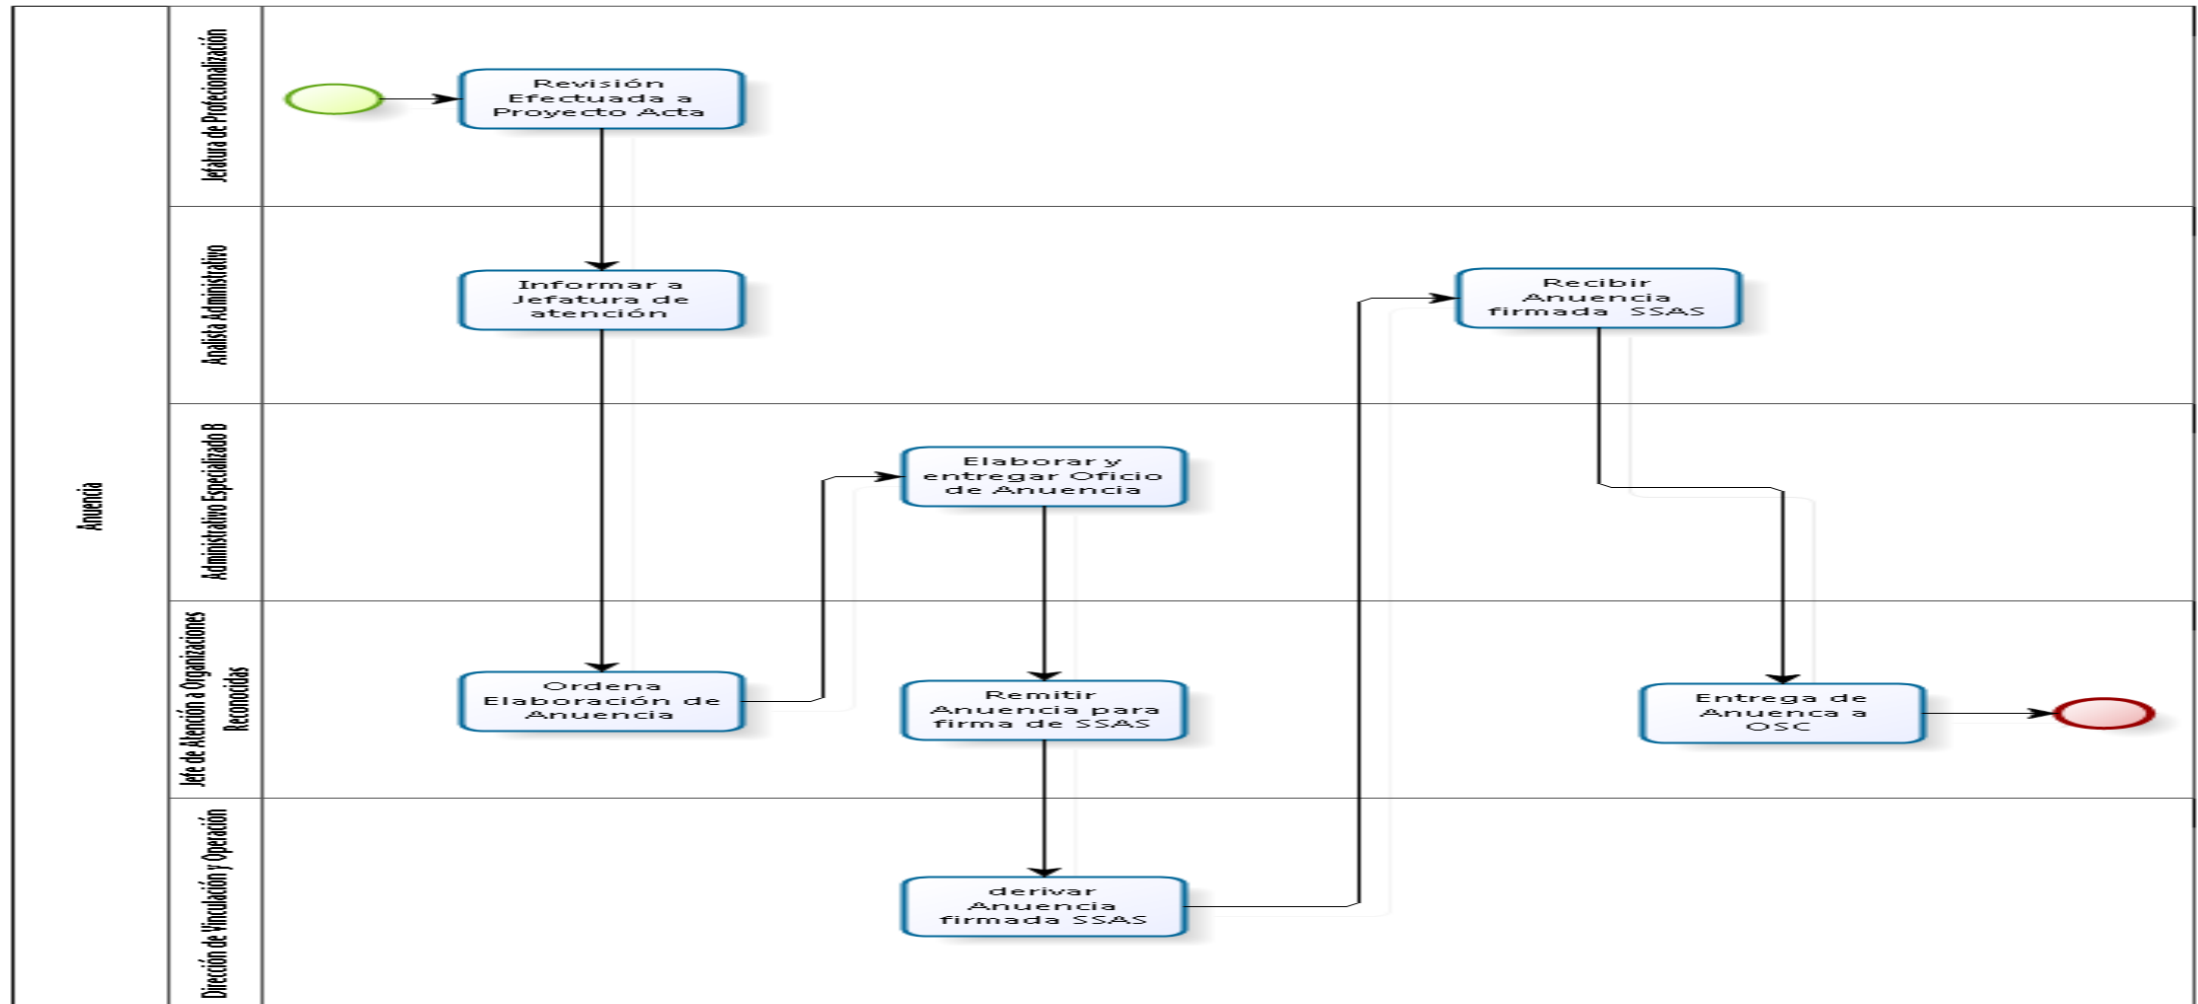 Anuencia
Jefatura de Profecionalización
Revisión
Efectuada a
Proyecto Acta
Analista Administrativo
Informar a
Jefatura de
atención
Recibir
Anuencia
firmada SSAS
Administrativo Especializado B
Elaborar y
entregar Oficio
de Anuencia
Jefe de Atención a Organizaciones
Reconocidas
Ordena
Elaboración de
Anuencia
Remitir
Anuencia para
firma de SSAS
Entrega de
Anuenca a
OSC
Dirección de Vinculación y Operación
derivar
Anuencia
firmada SSAS